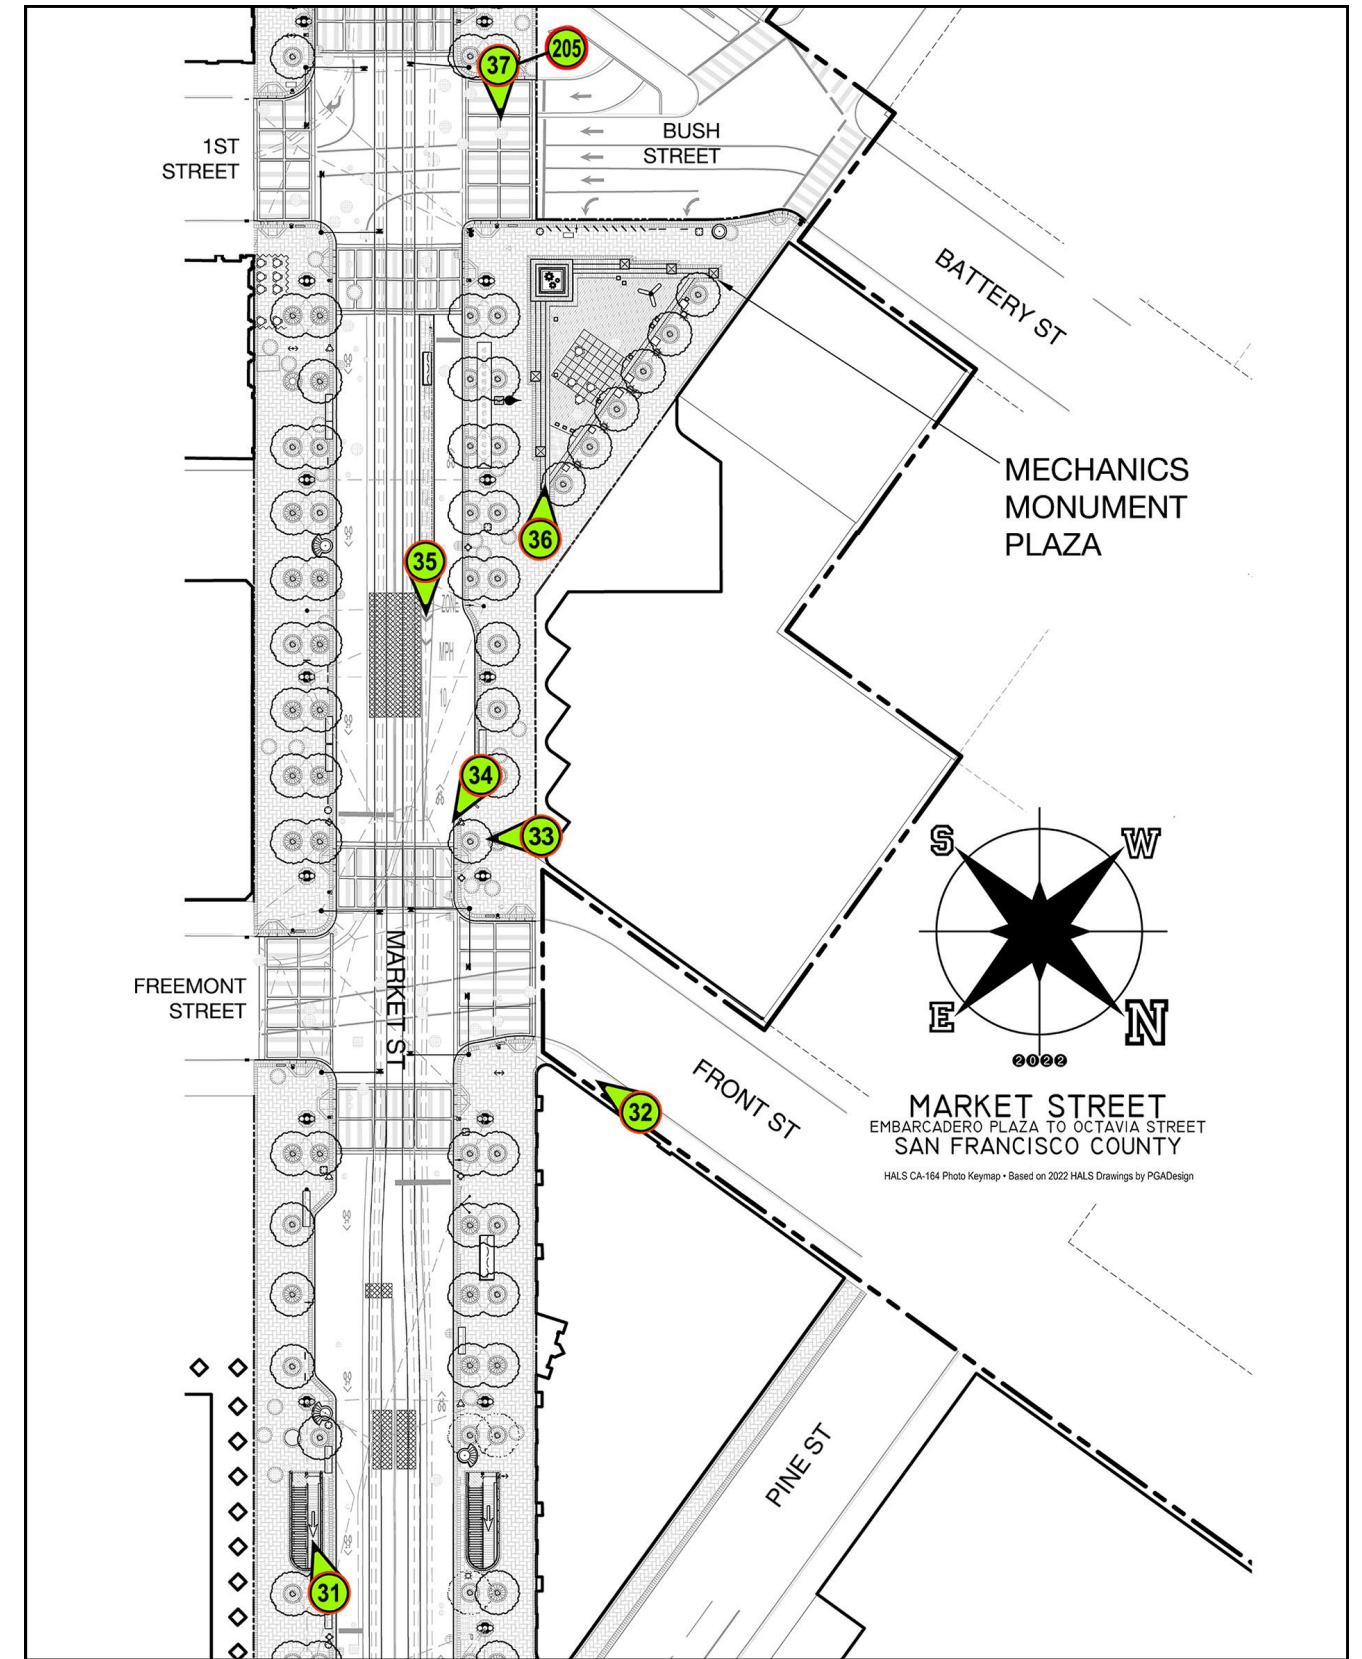 37
205
1ST
STREET
BUSH
STREET
BATTERY ST
MECHANICS
MONUMENT
PLAZA
36
35
ZONE
MPH
10
34
33
S
W
E
N
2022
MARKET ST
FREEMONT
STREET
FRONT ST
32
MARKET STREET
EMBARCADERO PLAZA TO OCTAVIA STREET
SAN FRANCISCO COUNTY
HALS CA-164 Photo Keymap • Based on 2022 HALS Drawings by PGADesign
PINE ST
31